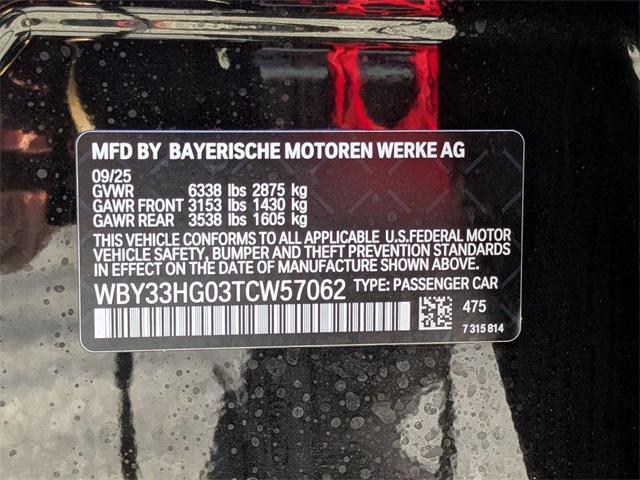 MFD BY BAYERISCHE MOTOREN WERKE AG
09/25
GVWR 6338 lbs 2875 kg
GAWR FRONT 3153 lbs 1430 kg
GAWR REAR 3538 lbs 1605 kg
THIS VEHICLE CONFORMS TO ALL APPLICABLE U.S.FEDERAL MOTOR
VEHICLE SAFETY, BUMPER AND THEFT PREVENTION STANDARDS
IN EFFECT ON THE DATE OF MANUFACTURE SHOWN ABOVE.
WBY33HG03TCW57062 TYPE: PASSENGER CAR
475
7 315 814